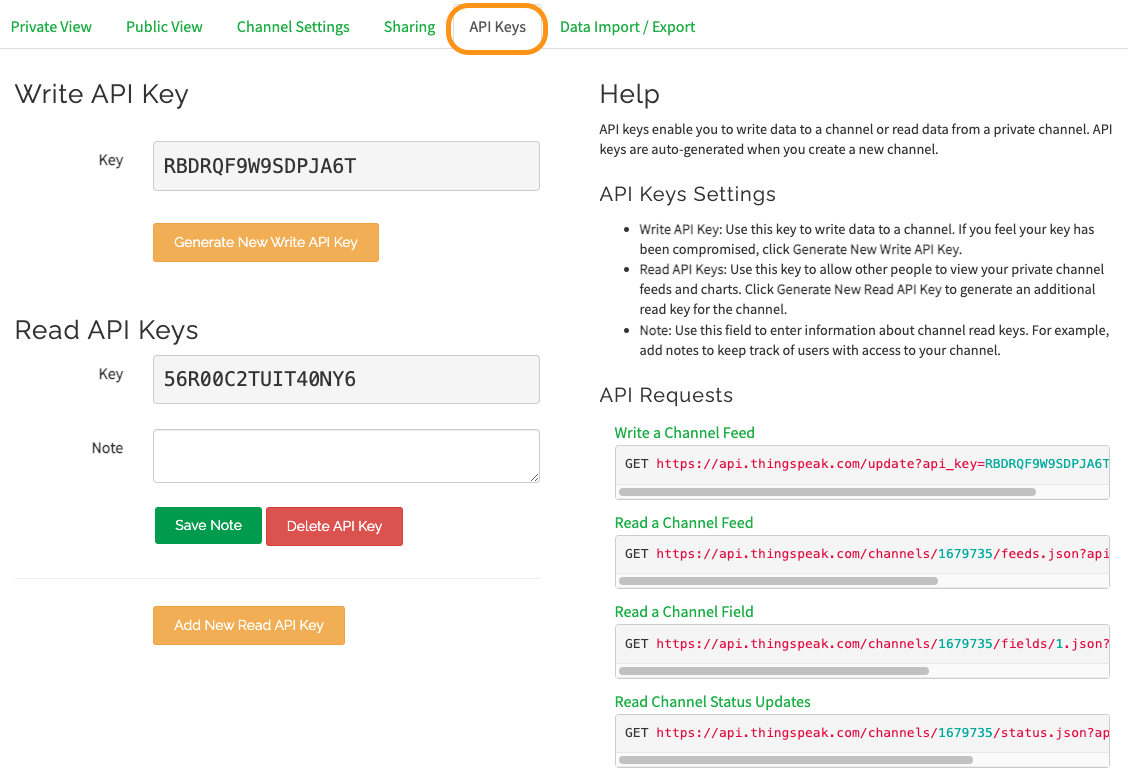 Private View Public View Channel Settings Sharing API Keys Data Import / Export
Write API Key
Key RBDRQF9W9SDPJA6T
Generate New Write API Key
Read API Keys
Key 56R00C2TUIT40NY6
Note
Save Note Delete API Key
Add New Read API Key
Help
API keys enable you to write data to a channel or read data from a private channel. API
keys are auto-generated when you create a new channel.
API Keys Settings
• Write API Key: Use this key to write data to a channel. If you feel your key has
been compromised, click Generate New Write API Key.
• Read API Keys: Use this key to allow other people to view your private channel
feeds and charts. Click Generate New Read API Key to generate an additional
read key for the channel.
• Note: Use this field to enter information about channel read keys. For example,
add notes to keep track of users with access to your channel.
API Requests
Write a Channel Feed
GET https://api.thingspeak.com/update?api_key=RBDRQF9W9SDPJA6T
Read a Channel Feed
GET https://api.thingspeak.com/channels/1679735/feeds.json?api
Read a Channel Field
GET https://api.thingspeak.com/channels/1679735/fields/1.json?
Read Channel Status Updates
GET https://api.thingspeak.com/channels/1679735/status.json?ap